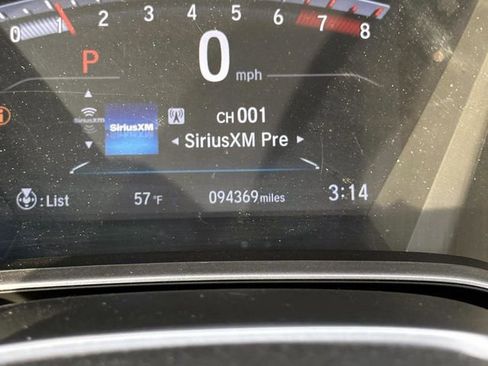 0 1 2 3 4 5 6 7 8
P
0
mph
SiriusXM
SiriusXM
CH 001
SiriusXM Pre
: List
57 °F
094369 miles
3:14